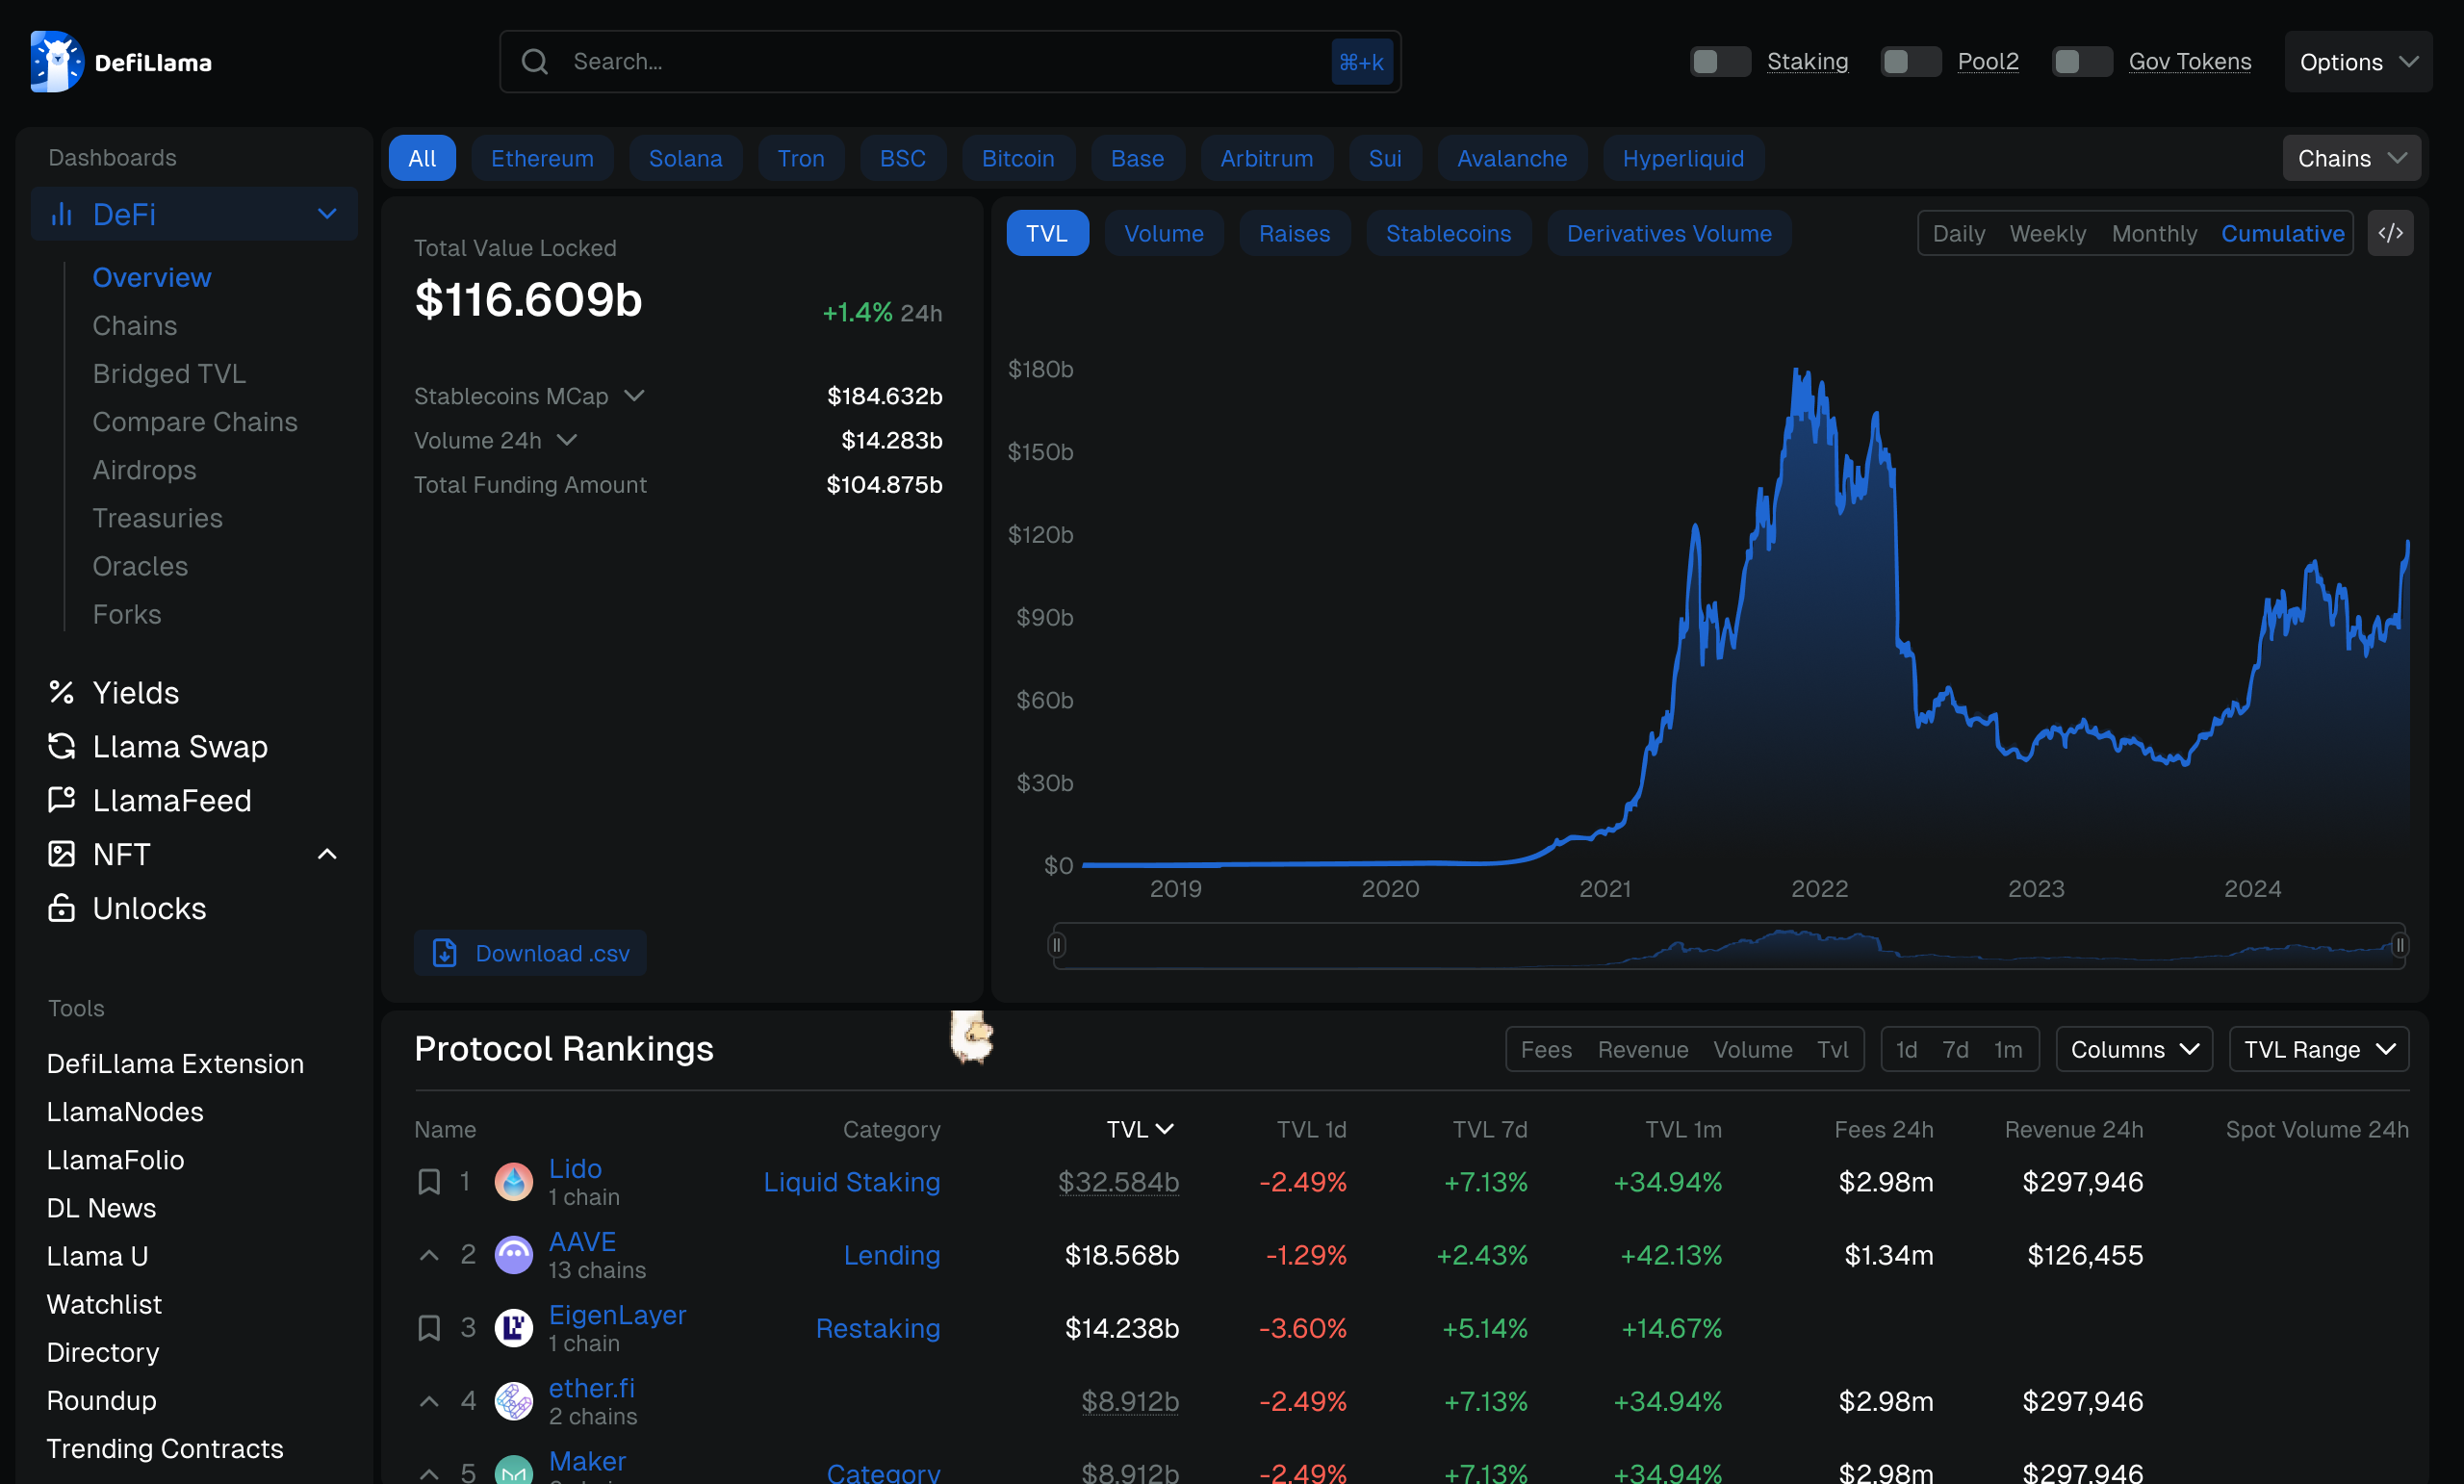 DefiLlama
Search...
⌘+k
Staking
Pool2
Gov Tokens
Options
Dashboards
DeFi
Overview
Chains
Bridged TVL
Compare Chains
Airdrops
Treasuries
Oracles
Forks
Yields
Llama Swap
LlamaFeed
NFT
Unlocks
Tools
DefiLlama Extension
LlamaNodes
LlamaFolio
DL News
Llama U
Watchlist
Directory
Roundup
Trending Contracts
All Ethereum Solana Tron BSC Bitcoin Base Arbitrum Sui Avalanche Hyperliquid
Chains
Total Value Locked
$116.609b
+1.4% 24h
Stablecoins MCap $184.632b
Volume 24h $14.283b
Total Funding Amount $104.875b
Download .csv
TVL Volume Raises Stablecoins Derivatives Volume
Daily Weekly Monthly Cumulative
</>
$180b
$150b
$120b
$90b
$60b
$30b
$0
2019 2020 2021 2022 2023 2024
Protocol Rankings
Fees Revenue Volume Tvl
1d 7d 1m
Columns
TVL Range
Name Category TVL TVL 1d TVL 7d TVL 1m Fees 24h Revenue 24h Spot Volume 24h
1 Lido Liquid Staking $32.584b -2.49% +7.13% +34.94% $2.98m $297,946
1 chain
2 AAVE Lending $18.568b -1.29% +2.43% +42.13% $1.34m $126,455
13 chains
3 EigenLayer Restaking $14.238b -3.60% +5.14% +14.67%
1 chain
4 ether.fi $8.912b -2.49% +7.13% +34.94% $2.98m $297,946
2 chains
5 Maker Category $8.912b -2.49% +7.13% +34.94% $2.98m $297,946